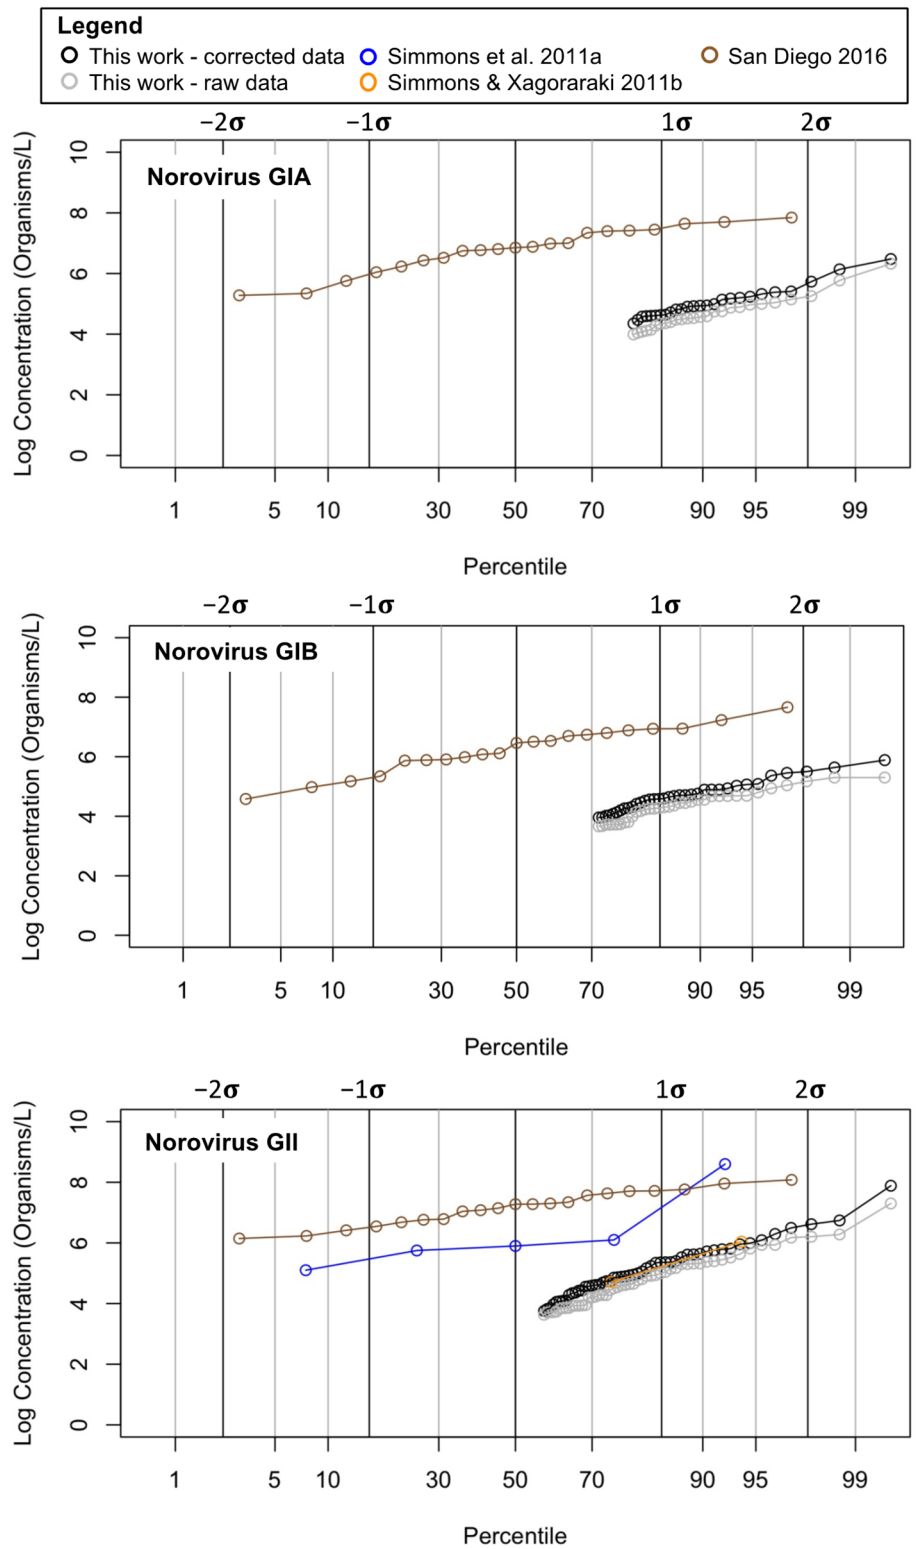 Legend
This work - corrected data Simmons et al. 2011a San Diego 2016
This work - raw data Simmons & Xagoraraki 2011b
−2σ −1σ 1σ 2σ
Norovirus GIA
Log Concentration (Organisms/L)
10
8
6
4
2
0
1 5 10 30 50 70 90 95 99
Percentile
−2σ −1σ 1σ 2σ
Norovirus GIB
Log Concentration (Organisms/L)
10
8
6
4
2
0
1 5 10 30 50 70 90 95 99
Percentile
−2σ −1σ 1σ 2σ
Norovirus GII
Log Concentration (Organisms/L)
10
8
6
4
2
0
1 5 10 30 50 70 90 95 99
Percentile